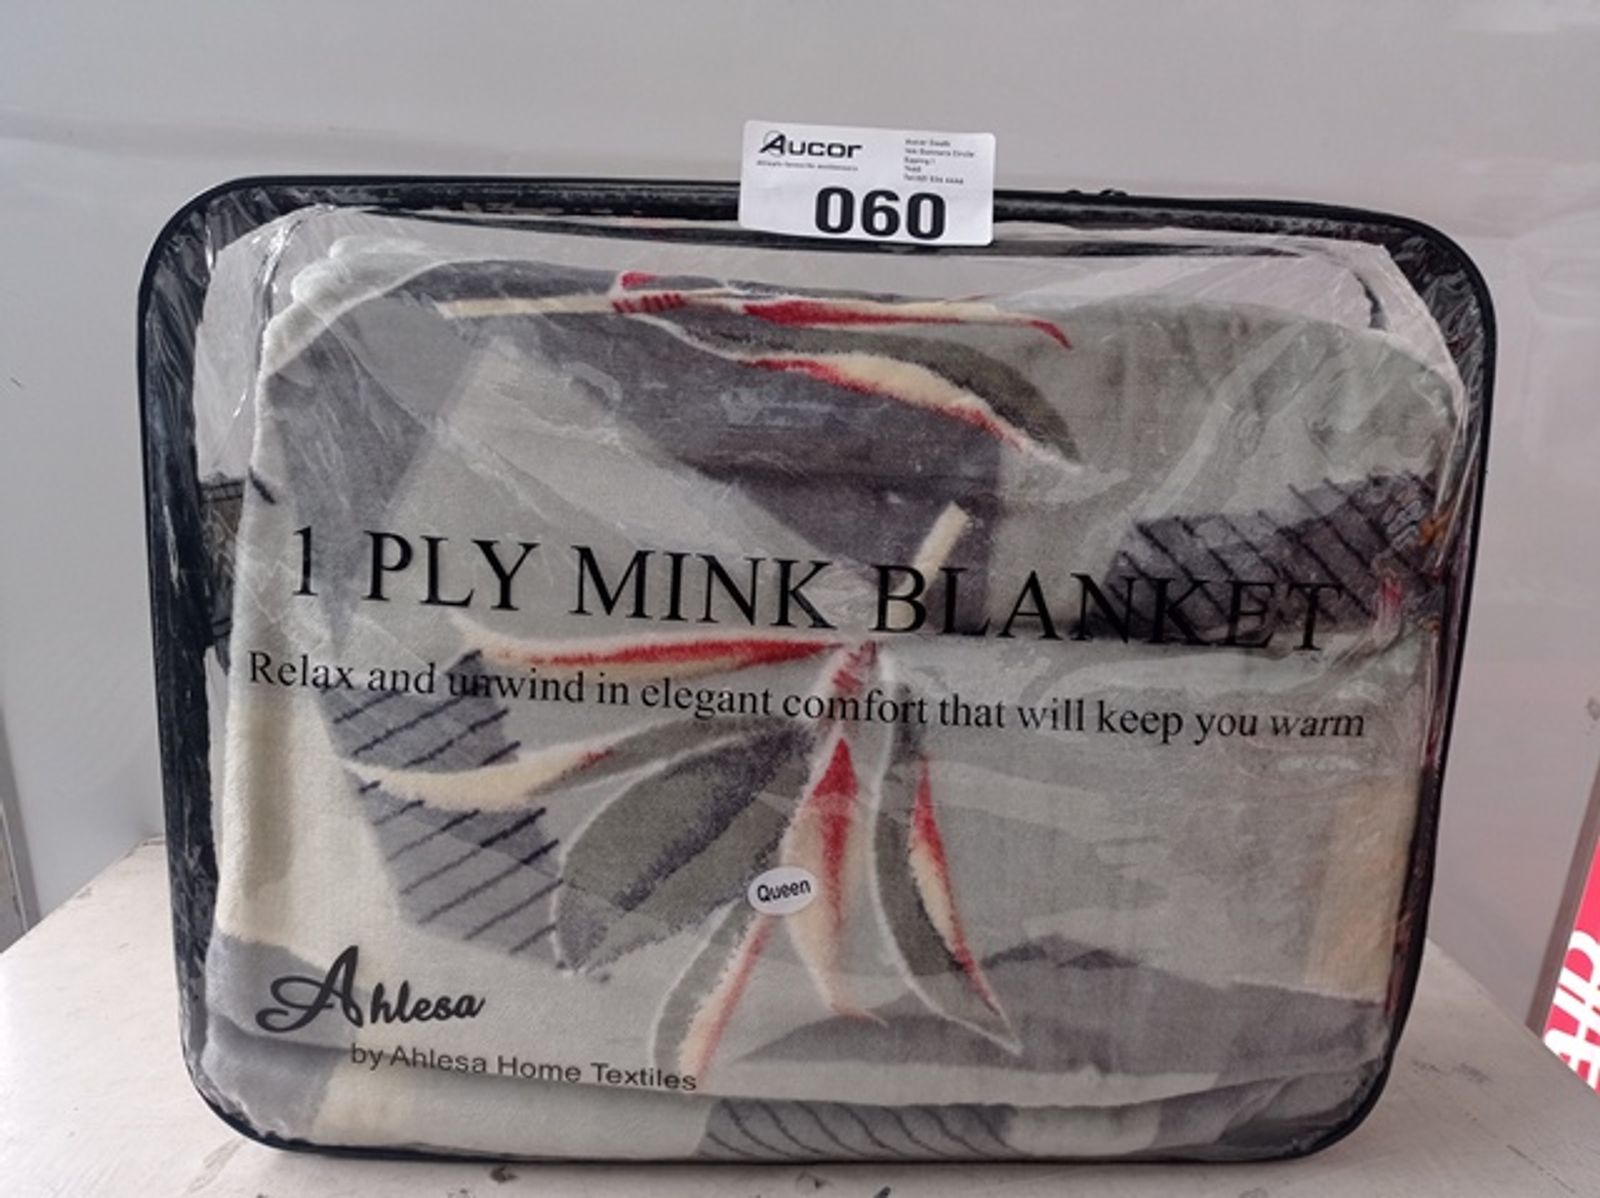 Aucor
060
1 PLY MINK BLANKET
Relax and unwind in elegant comfort that will keep you warm
Queen
Ahlesa
by Ahlesa Home Textiles